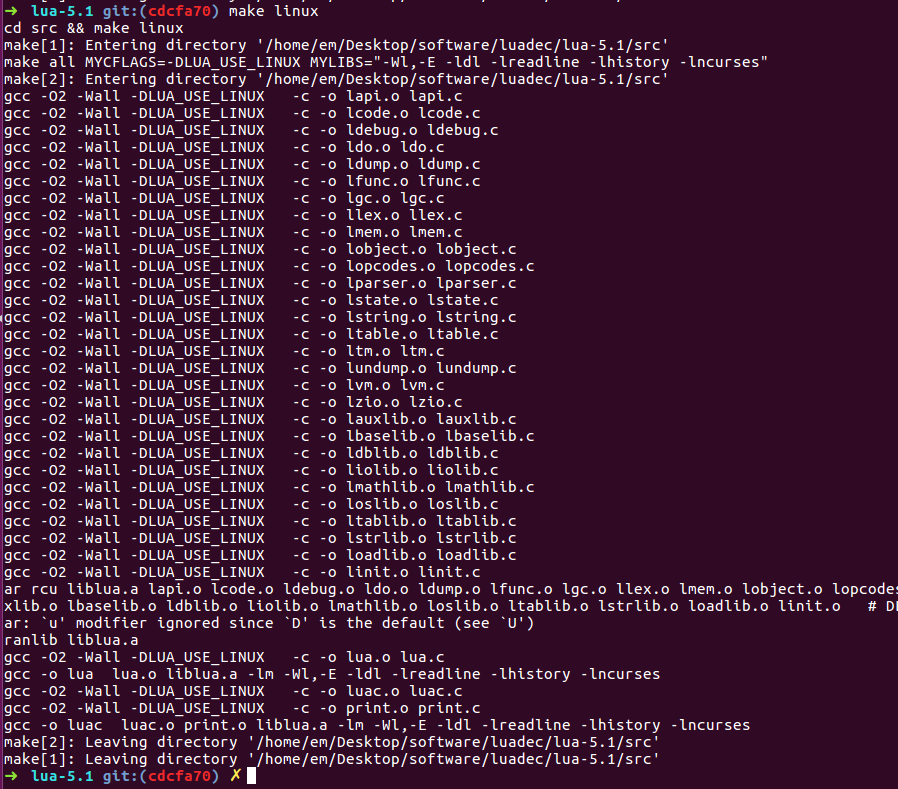 ➜  lua-5.1 git:(cdcfa70) make linux
cd src && make linux
make[1]: Entering directory '/home/em/Desktop/software/luadec/lua-5.1/src'
make all MYCFLAGS=-DLUA_USE_LINUX MYLIBS="-Wl,-E -ldl -lreadline -lhistory -lncurses"
make[2]: Entering directory '/home/em/Desktop/software/luadec/lua-5.1/src'
gcc -O2 -Wall -DLUA_USE_LINUX   -c -o lapi.o lapi.c
gcc -O2 -Wall -DLUA_USE_LINUX   -c -o lcode.o lcode.c
gcc -O2 -Wall -DLUA_USE_LINUX   -c -o ldebug.o ldebug.c
gcc -O2 -Wall -DLUA_USE_LINUX   -c -o ldo.o ldo.c
gcc -O2 -Wall -DLUA_USE_LINUX   -c -o ldump.o ldump.c
gcc -O2 -Wall -DLUA_USE_LINUX   -c -o lfunc.o lfunc.c
gcc -O2 -Wall -DLUA_USE_LINUX   -c -o lgc.o lgc.c
gcc -O2 -Wall -DLUA_USE_LINUX   -c -o llex.o llex.c
gcc -O2 -Wall -DLUA_USE_LINUX   -c -o lmem.o lmem.c
gcc -O2 -Wall -DLUA_USE_LINUX   -c -o lobject.o lobject.c
gcc -O2 -Wall -DLUA_USE_LINUX   -c -o lopcodes.o lopcodes.c
gcc -O2 -Wall -DLUA_USE_LINUX   -c -o lparser.o lparser.c
gcc -O2 -Wall -DLUA_USE_LINUX   -c -o lstate.o lstate.c
gcc -O2 -Wall -DLUA_USE_LINUX   -c -o lstring.o lstring.c
gcc -O2 -Wall -DLUA_USE_LINUX   -c -o ltable.o ltable.c
gcc -O2 -Wall -DLUA_USE_LINUX   -c -o ltm.o ltm.c
gcc -O2 -Wall -DLUA_USE_LINUX   -c -o lundump.o lundump.c
gcc -O2 -Wall -DLUA_USE_LINUX   -c -o lvm.o lvm.c
gcc -O2 -Wall -DLUA_USE_LINUX   -c -o lzio.o lzio.c
gcc -O2 -Wall -DLUA_USE_LINUX   -c -o lauxlib.o lauxlib.c
gcc -O2 -Wall -DLUA_USE_LINUX   -c -o lbaselib.o lbaselib.c
gcc -O2 -Wall -DLUA_USE_LINUX   -c -o ldblib.o ldblib.c
gcc -O2 -Wall -DLUA_USE_LINUX   -c -o liolib.o liolib.c
gcc -O2 -Wall -DLUA_USE_LINUX   -c -o lmathlib.o lmathlib.c
gcc -O2 -Wall -DLUA_USE_LINUX   -c -o loslib.o loslib.c
gcc -O2 -Wall -DLUA_USE_LINUX   -c -o ltablib.o ltablib.c
gcc -O2 -Wall -DLUA_USE_LINUX   -c -o lstrlib.o lstrlib.c
gcc -O2 -Wall -DLUA_USE_LINUX   -c -o loadlib.o loadlib.c
gcc -O2 -Wall -DLUA_USE_LINUX   -c -o linit.o linit.c
ar rcu liblua.a lapi.o lcode.o ldebug.o ldo.o ldump.o lfunc.o lgc.o llex.o lmem.o lobject.o lopcodes
xlib.o lbaselib.o ldblib.o liolib.o lmathlib.o loslib.o ltablib.o lstrlib.o loadlib.o linit.o   #
ar: `u' modifier ignored since `D' is the default (see `U')
ranlib liblua.a
gcc -O2 -Wall -DLUA_USE_LINUX   -c -o lua.o lua.c
gcc -o lua  lua.o liblua.a -lm -Wl,-E -ldl -lreadline -lhistory -lncurses
gcc -O2 -Wall -DLUA_USE_LINUX   -c -o luac.o luac.c
gcc -O2 -Wall -DLUA_USE_LINUX   -c -o print.o print.c
gcc -o luac  luac.o print.o liblua.a -lm -Wl,-E -ldl -lreadline -lhistory -lncurses
make[2]: Leaving directory '/home/em/Desktop/software/luadec/lua-5.1/src'
make[1]: Leaving directory '/home/em/Desktop/software/luadec/lua-5.1/src'
➜  lua-5.1 git:(cdcfa70) ✗